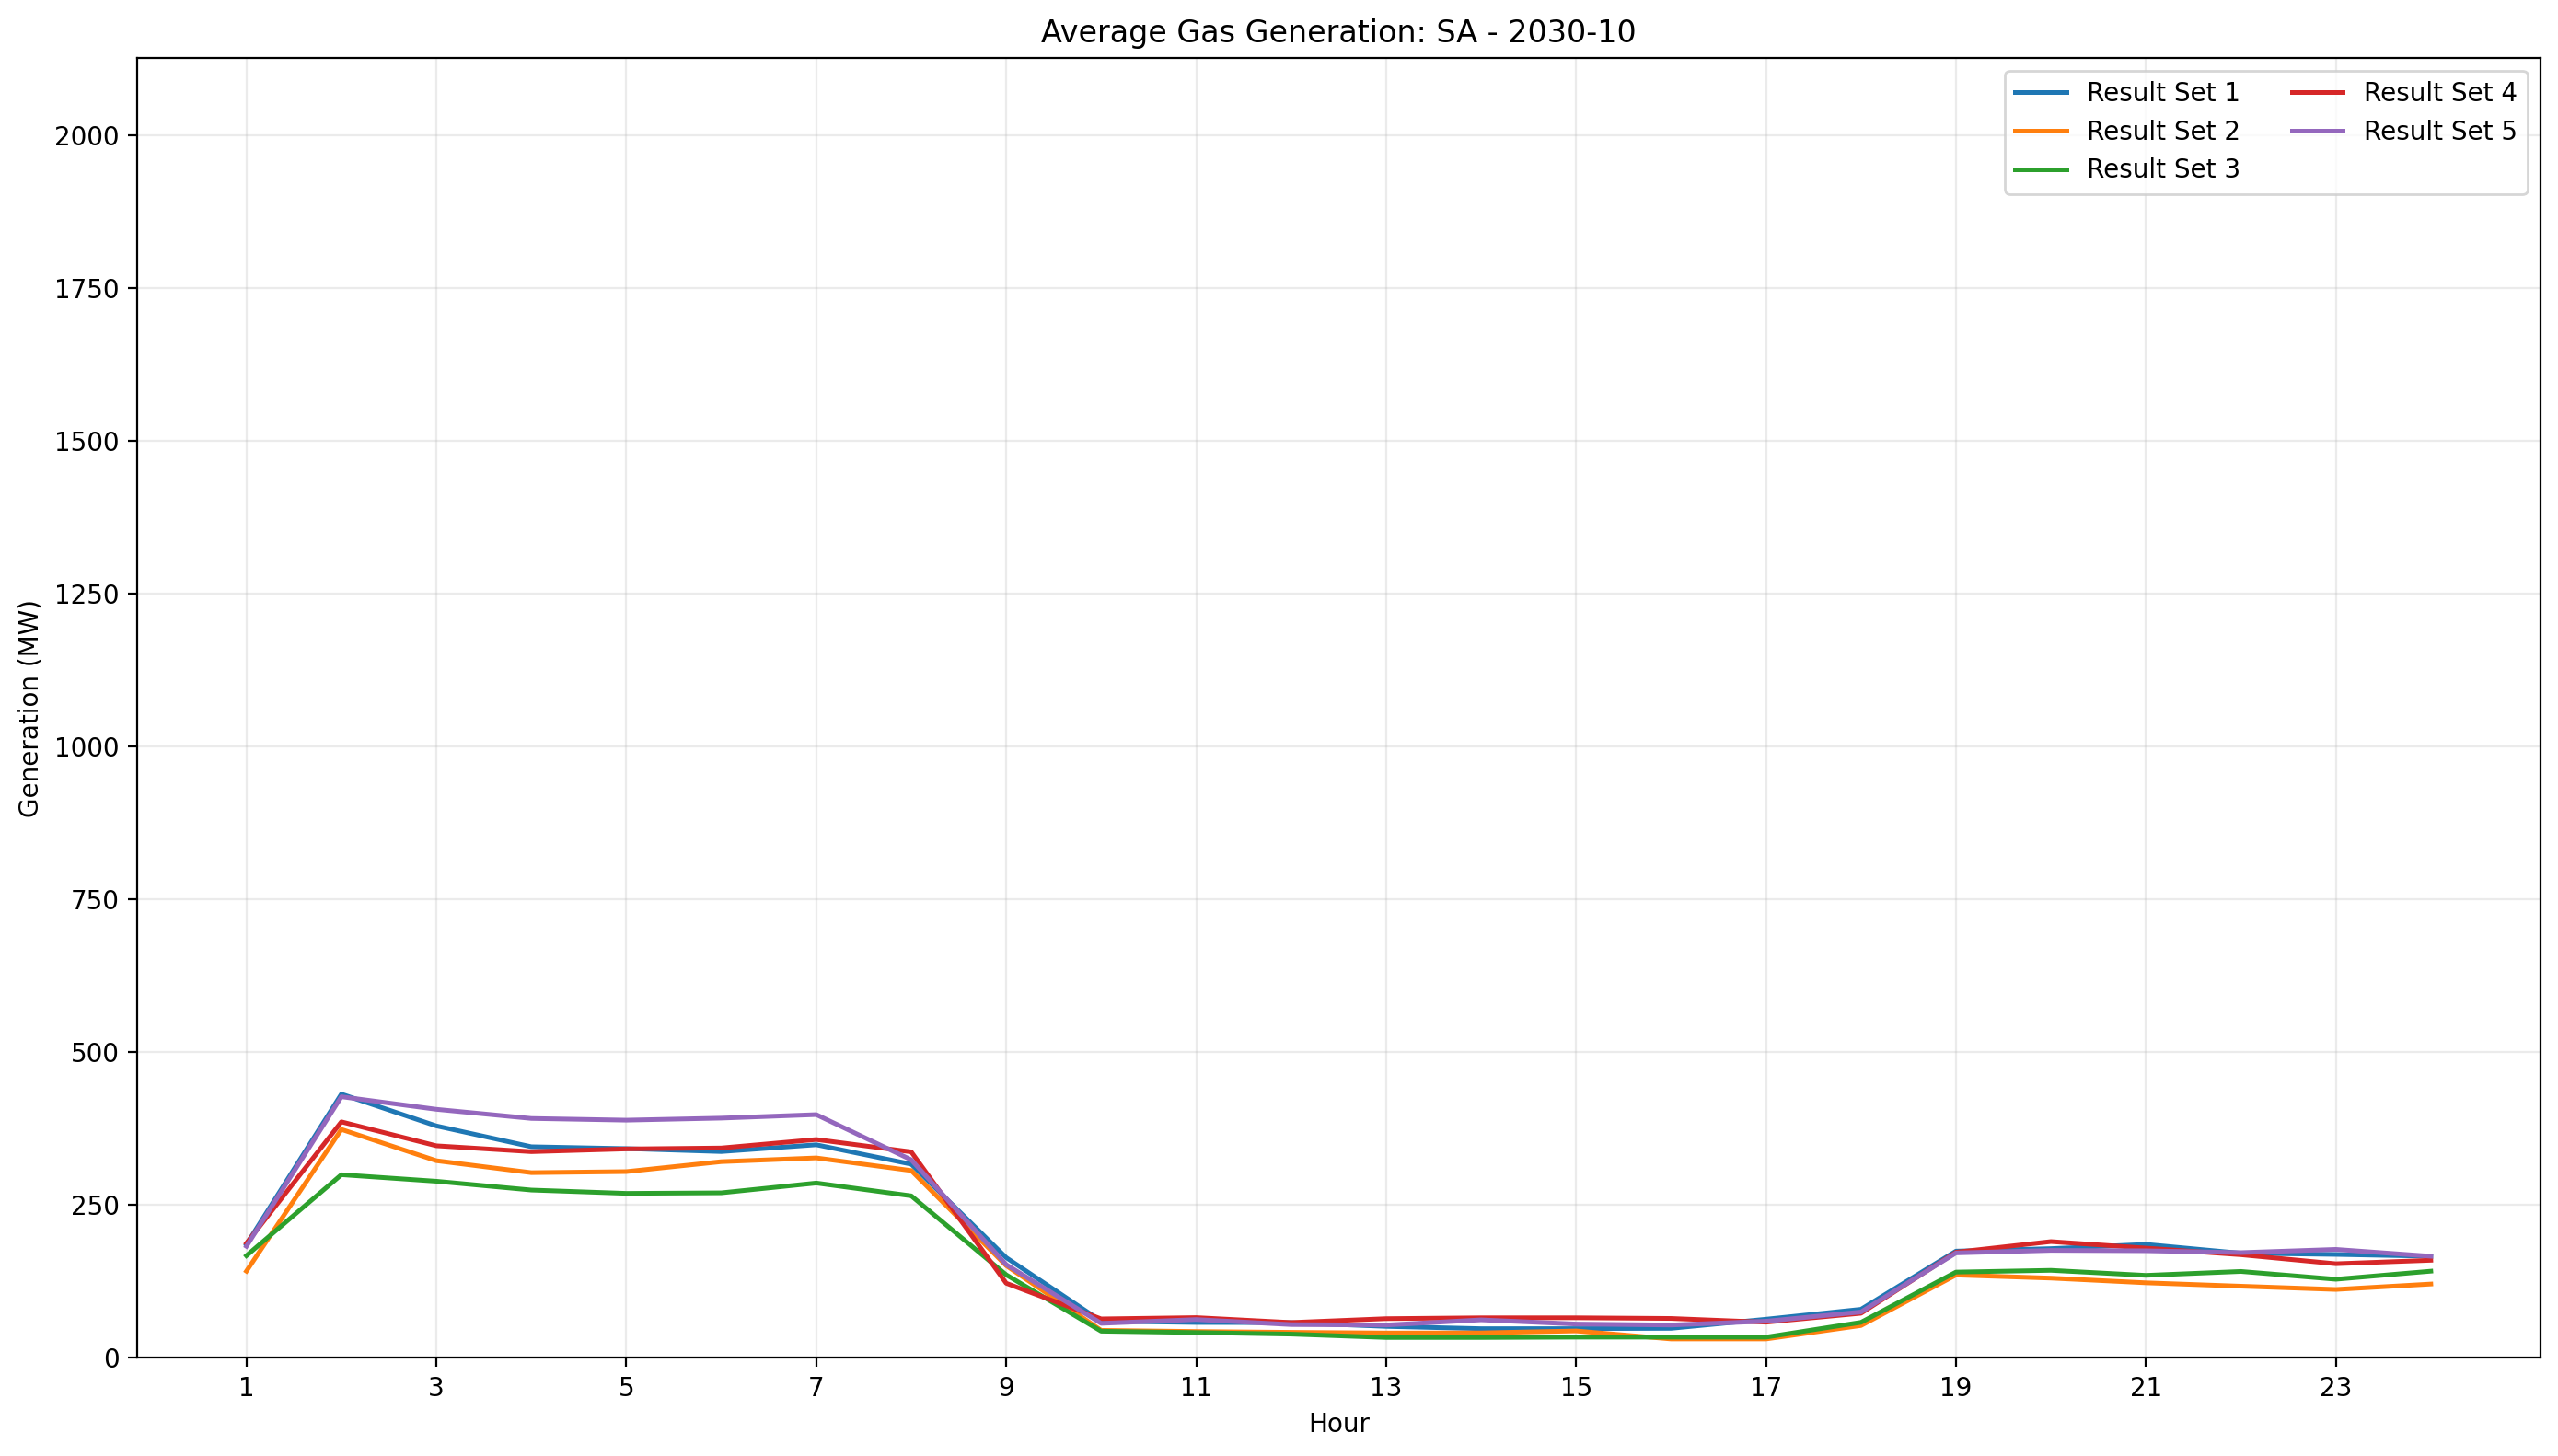 Average Gas Generation: SA - 2030-10
Result Set 1
Result Set 2
Result Set 3
Result Set 4
Result Set 5
Generation (MW)
2000
1750
1500
1250
1000
750
500
250
0
1 3 5 7 9 11 13 15 17 19 21 23
Hour